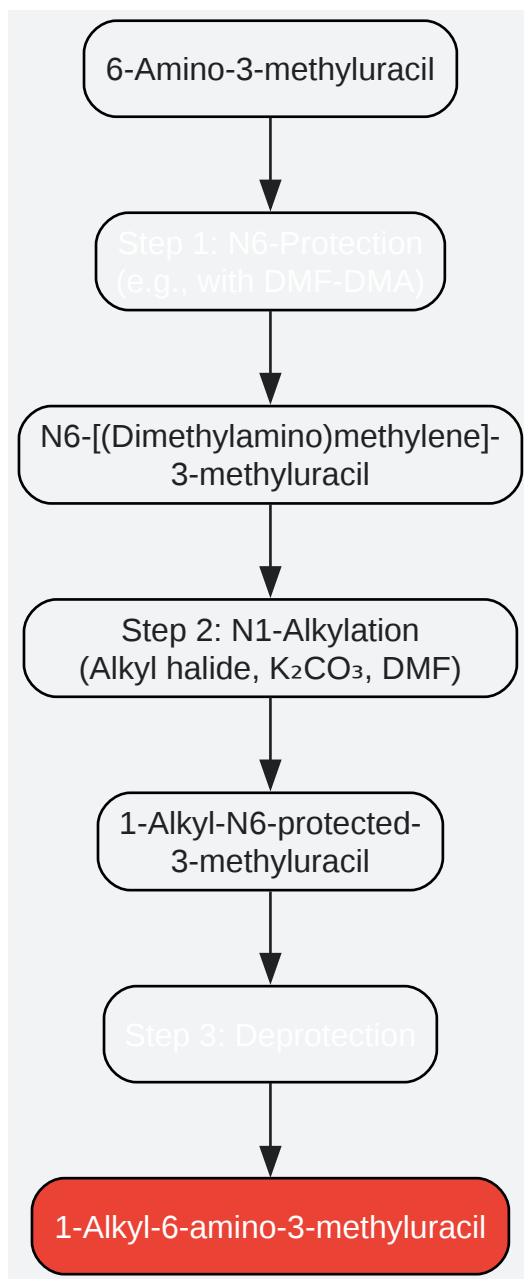 6-Amino-3-methyluracil
Step 1: N6-Protection
(e.g., with DMF-DMA)
N6-[(Dimethylamino)methylene]-
3-methyluracil
Step 2: N1-Alkylation
(Alkyl halide, K₂CO₃, DMF)
1-Alkyl-N6-protected-
3-methyluracil
Step 3: Deprotection
1-Alkyl-6-amino-3-methyluracil